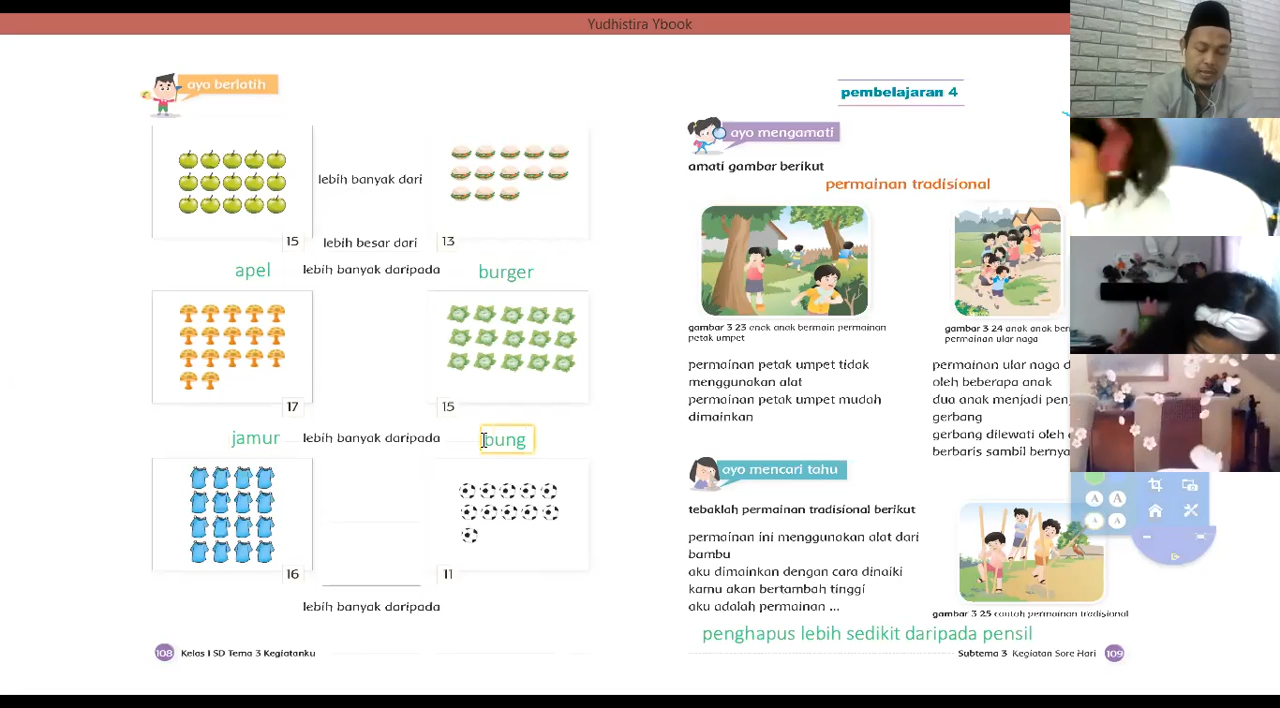 Yudhistira Ybook
ayo berlatih
lebih banyak dari
15
lebih besar dari
13
apel
lebih banyak daripada
burger
17
15
jamur
lebih banyak daripada
bung
16
11
lebih banyak daripada
108 Kelas I SD Tema 3 Kegiatanku
pembelajaran 4
ayo mengamati
amati gambar berikut
permainan tradisional
gambar 3 23 anak anak bermain permainan
petak umpet
gambar 3 24 anak anak ber
permainan ular naga
permainan petak umpet tidak
menggunakan alat
permainan petak umpet mudah
dimainkan
permainan ular naga d
oleh beberapa anak
dua anak menjadi pen
gerbang
gerbang dilewati oleh
berbaris sambil bernya
ayo mencari tahu
tebaklah permainan tradisional berikut
permainan ini menggunakan alat dari
bambu
aku dimainkan dengan cara dinaiki
kamu akan bertambah tinggi
aku adalah permainan ...
gambar 3 25 contoh permainan tradisional
penghapus lebih sedikit daripada pensil
Subtema 3 Kegiatan Sore Hari 109
A A
A A